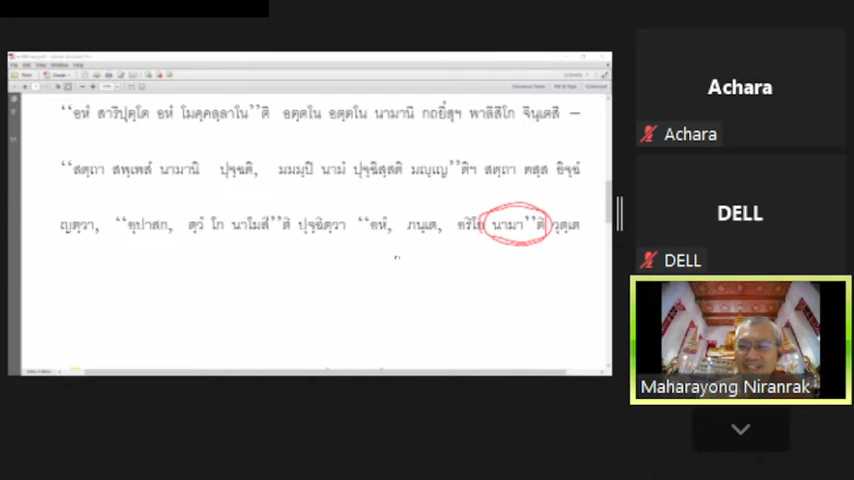 ‘‘อหํ สาริปุตฺโต อหํ โมคฺคลฺลาโน’’ติ อตฺตโน อตฺตโน นามานิ กถยึสุฯ พาลิสิโก จินฺเตสิ –
‘‘สตฺถา สพฺเพสํ นามานิ ปุจฺฉติ, มมมฺปิ นามํ ปุจฺฉิสฺสติ มญฺเญ’’ติฯ สตฺถา ตสฺส อิจฺฉํ
ญตฺวา, ‘‘อุปาสก, ตฺวํ โก นาโมสี’’ติ ปุจฺฉิตฺวา ‘‘อหํ, ภนฺเต, อริโย นามา’’ติ วุตฺเต
Achara
Achara
DELL
DELL
Maharayong Niranrak